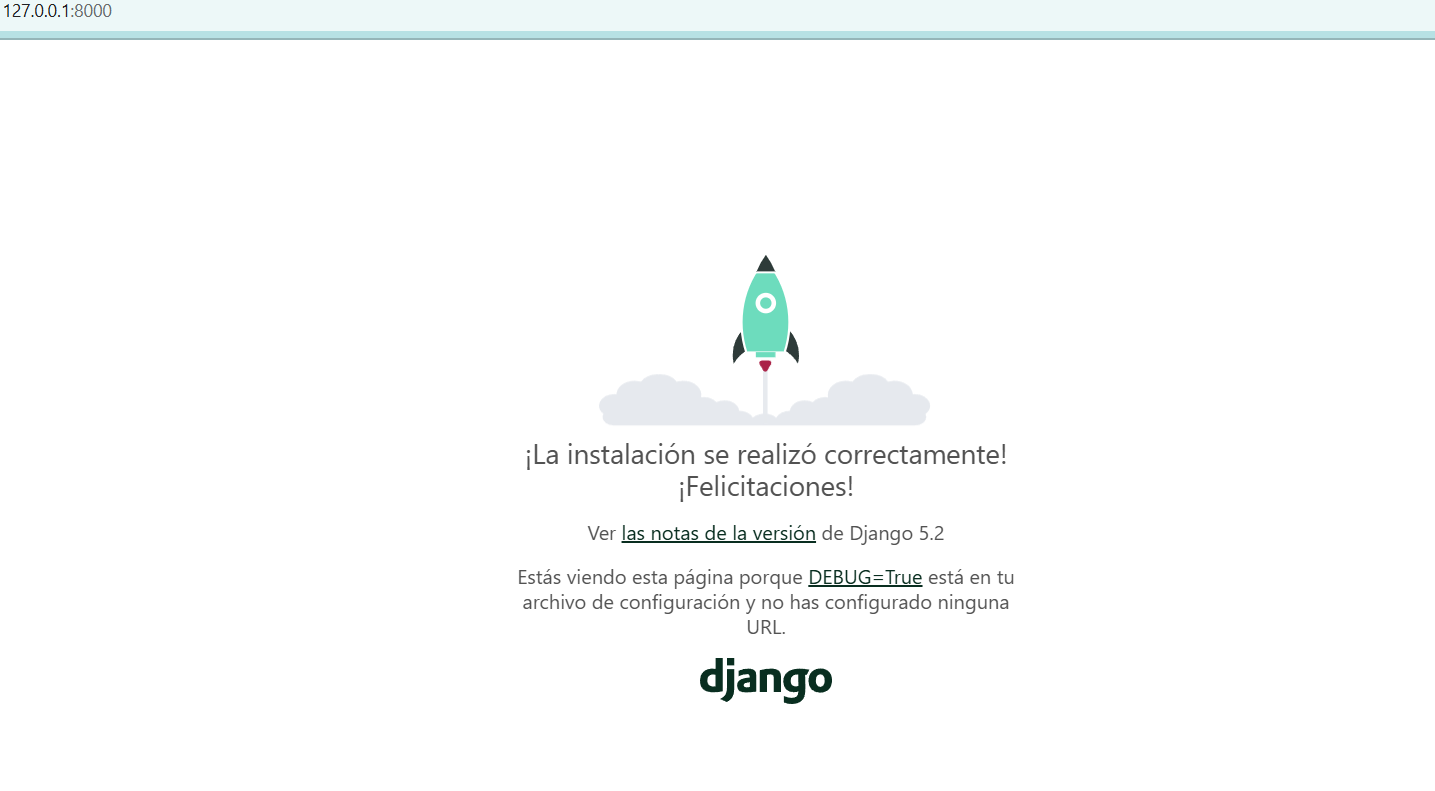 127.0.0.1:8000
¡La instalación se realizó correctamente!
¡Felicitaciones!
Ver las notas de la versión de Django 5.2
Estás viendo esta página porque DEBUG=True está en tu
archivo de configuración y no has configurado ninguna
URL.
django